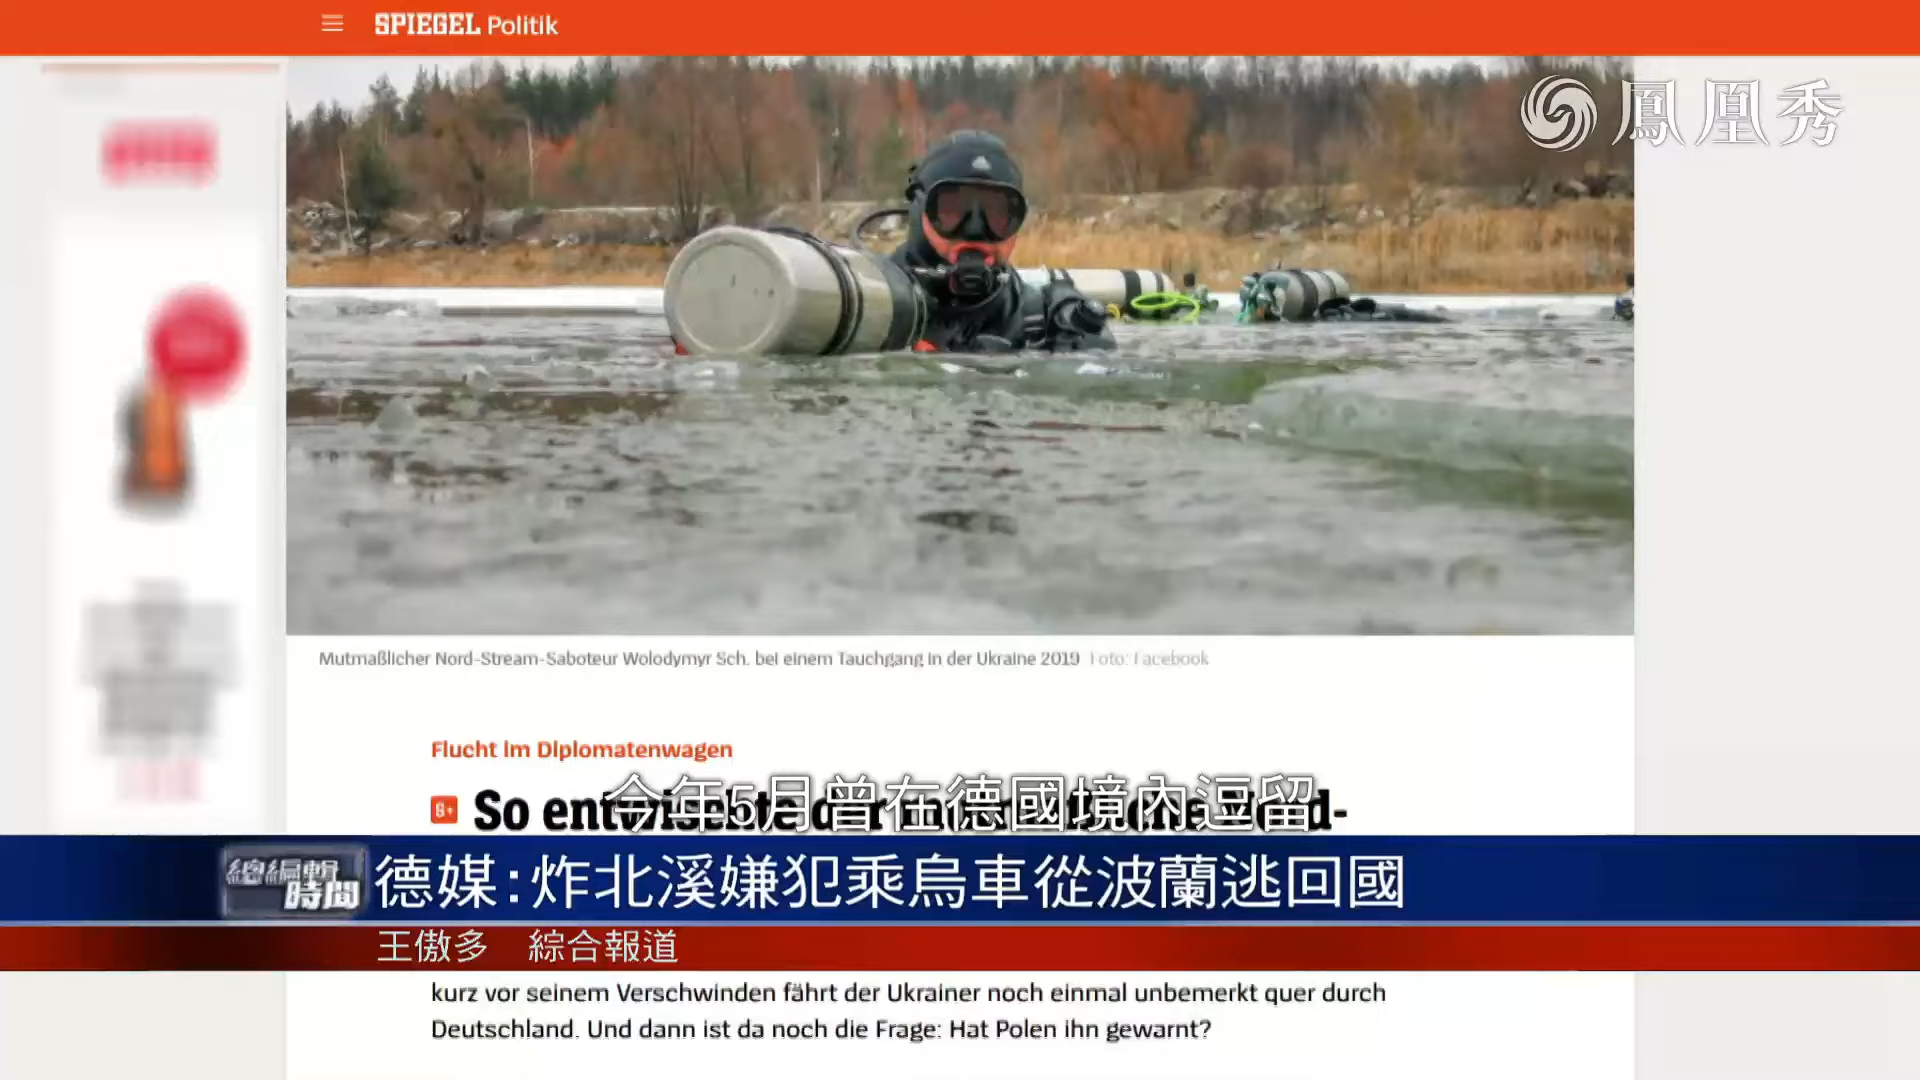 SPIEGEL Politik
鳳凰秀
Mutmaßlicher Nord-Stream-Saboteur Wolodymyr Sch. bei einem Tauchgang in der Ukraine 2019 Foto: Facebook
Flucht im Diplomatenwagen
So entwischte der
今年5月曾在德國境內逗留
總編輯時間
德媒:炸北溪嫌犯乘烏車從波蘭逃回國
王傲多 綜合報道
kurz vor seinem Verschwinden fährt der Ukrainer noch einmal unbemerkt quer durch
Deutschland. Und dann ist da noch die Frage: Hat Polen ihn gewarnt?